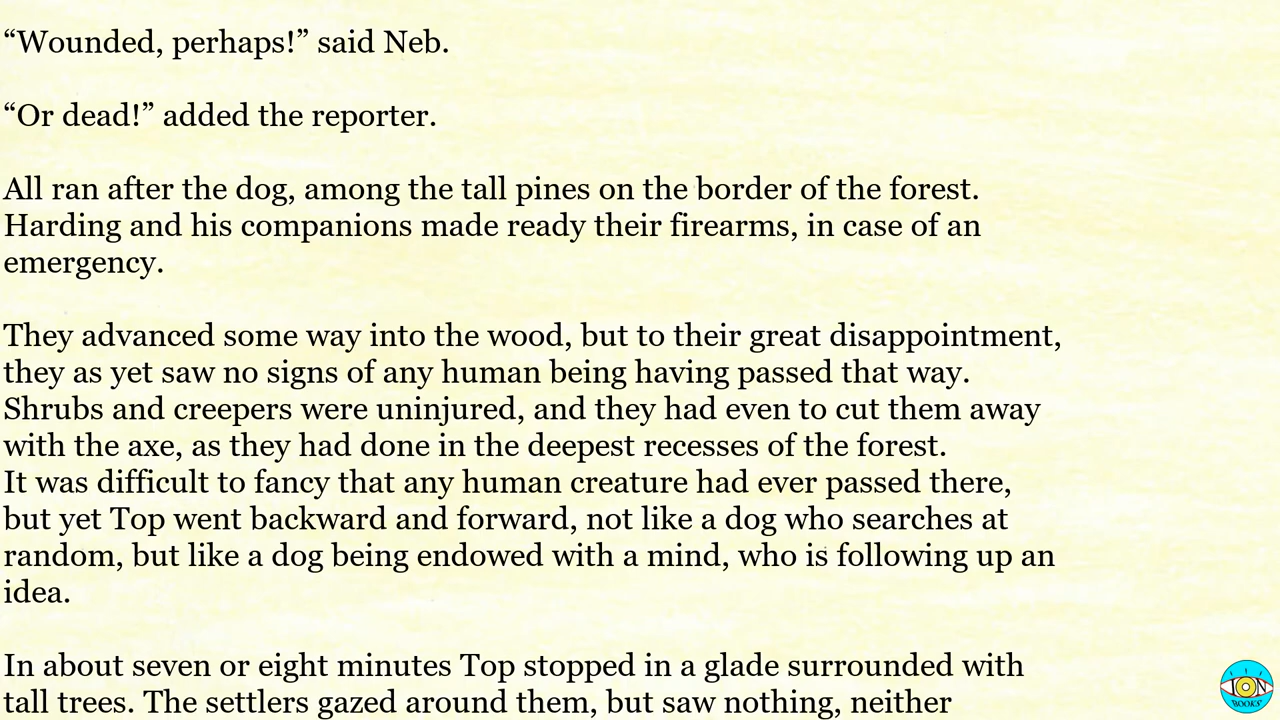 “Wounded, perhaps!” said Neb.
“Or dead!” added the reporter.
All ran after the dog, among the tall pines on the border of the forest.
Harding and his companions made ready their firearms, in case of an
emergency.
They advanced some way into the wood, but to their great disappointment,
they as yet saw no signs of any human being having passed that way.
Shrubs and creepers were uninjured, and they had even to cut them away
with the axe, as they had done in the deepest recesses of the forest.
It was difficult to fancy that any human creature had ever passed there,
but yet Top went backward and forward, not like a dog who searches at
random, but like a dog being endowed with a mind, who is following up an
idea.
In about seven or eight minutes Top stopped in a glade surrounded with
tall trees. The settlers gazed around them, but saw nothing, neither
ION
BOOKS